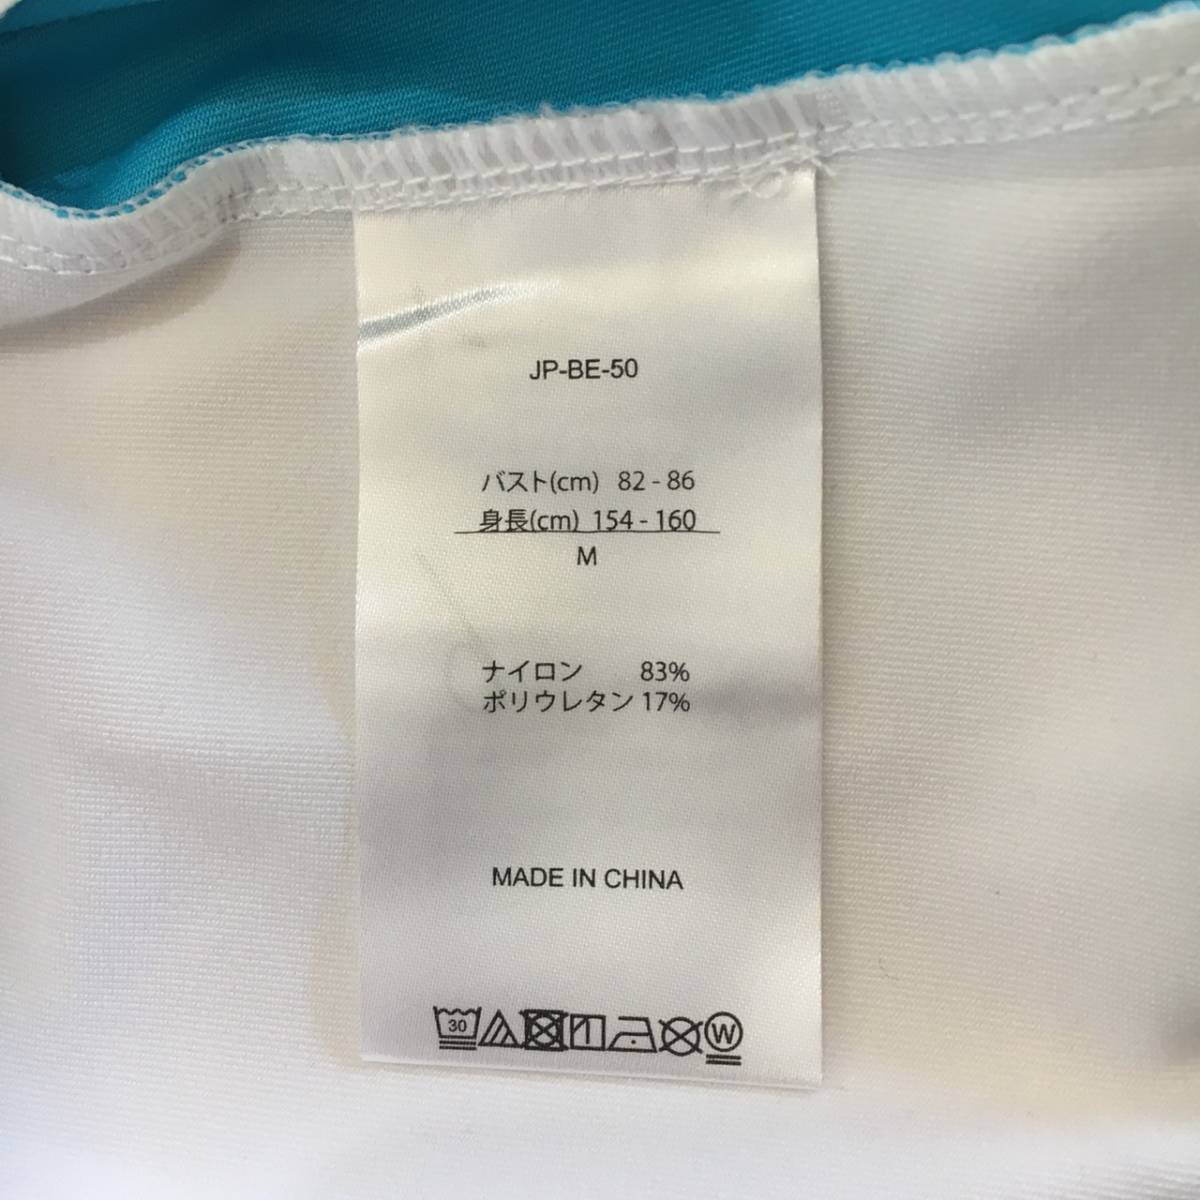 JP-BE-50
バスト(cm) 82 - 86
身長(cm) 154 - 160
M
ナイロン 83%
ポリウレタン 17%
MADE IN CHINA
30 W